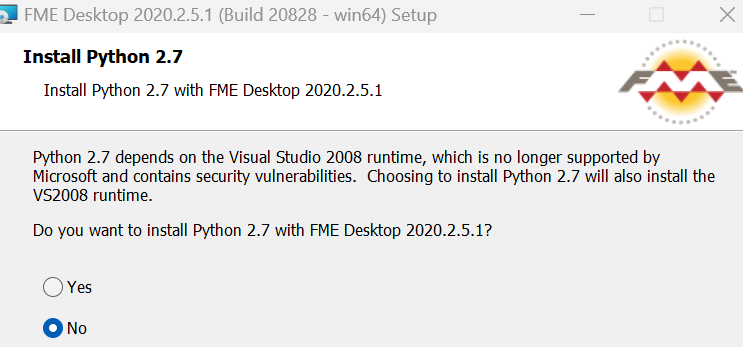 FME Desktop 2020.2.5.1 (Build 20828 - win64) Setup
Install Python 2.7
Install Python 2.7 with FME Desktop 2020.2.5.1
FME
Python 2.7 depends on the Visual Studio 2008 runtime, which is no longer supported by
Microsoft and contains security vulnerabilities.  Choosing to install Python 2.7 will also install the
VS2008 runtime.
Do you want to install Python 2.7 with FME Desktop 2020.2.5.1?
Yes
No